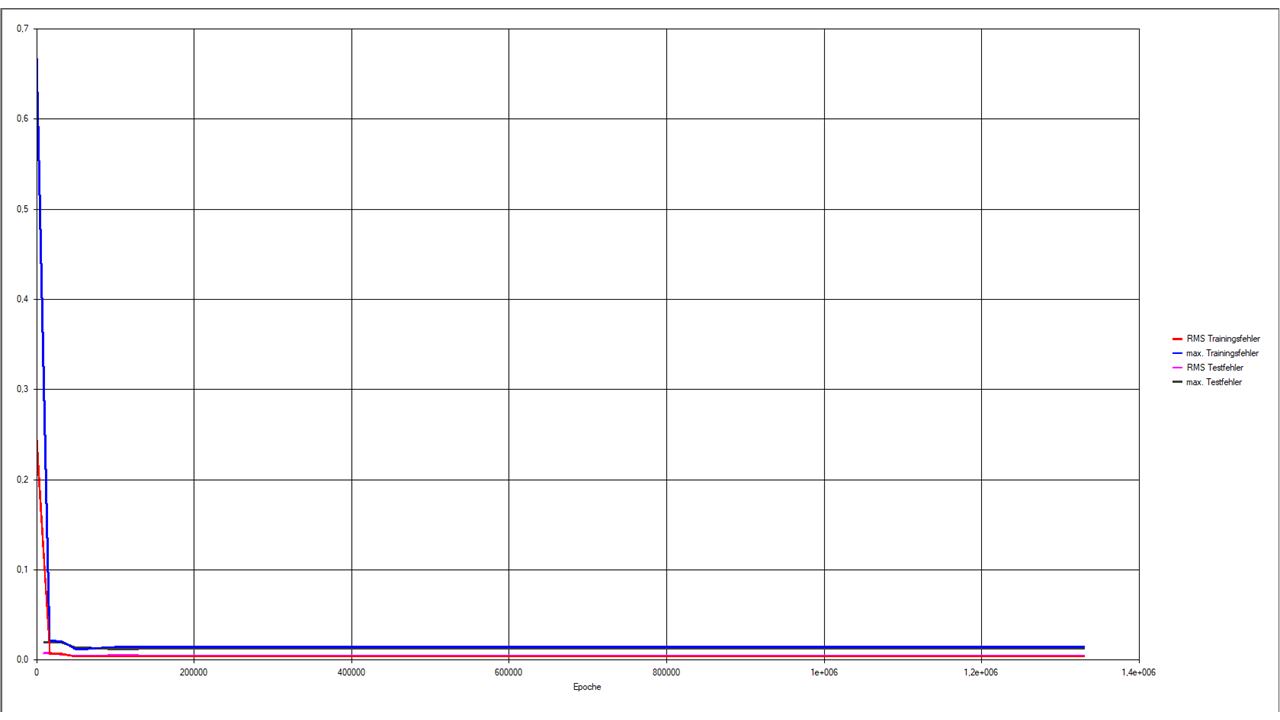 0,7
0,6
0,5
0,4
0,3
0,2
0,1
0,0
0 200000 400000 600000 800000 1e+006 1,2e+006 1,4e+006
Epoche
RMS Trainingsfehler
max. Trainingsfehler
RMS Testfehler
max. Testfehler